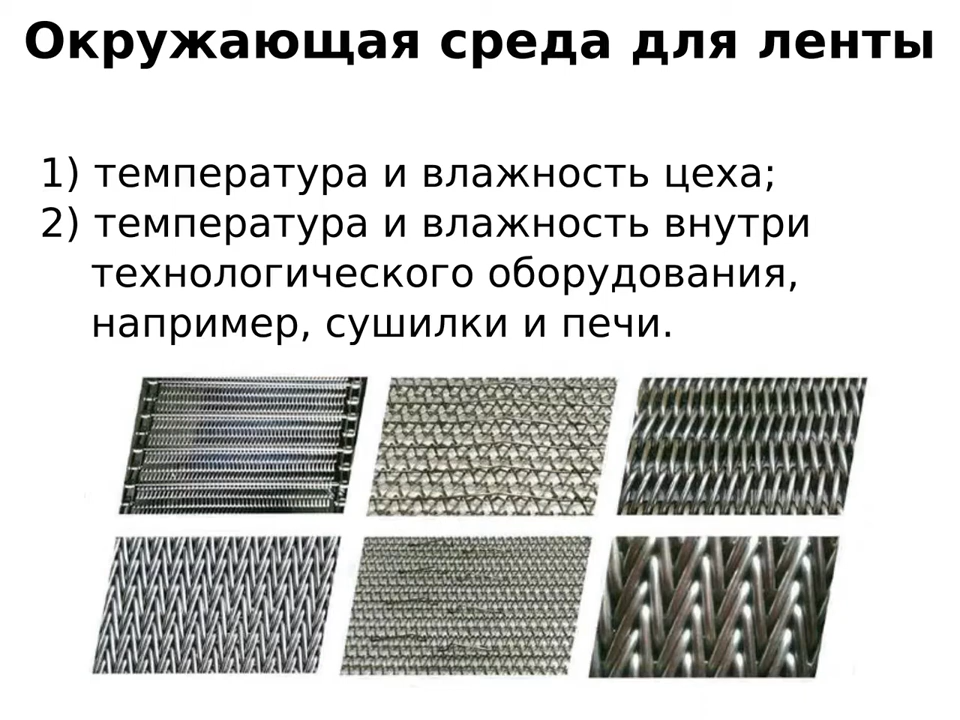 Окружающая среда для ленты
1) температура и влажность цеха;
2) температура и влажность внутри
технологического оборудования,
например, сушилки и печи.